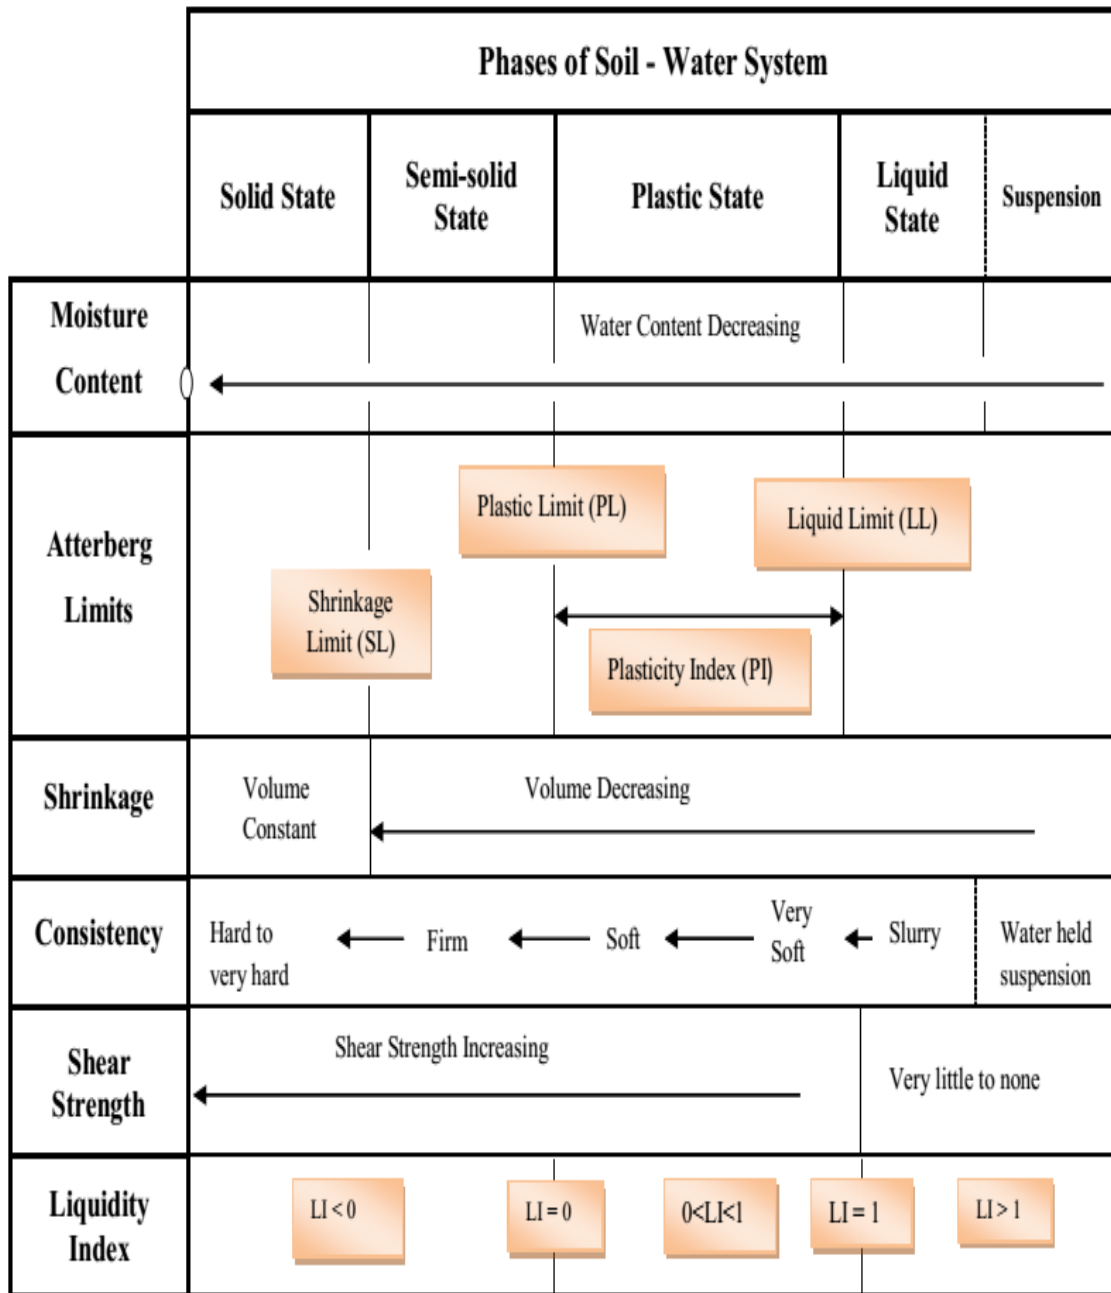 Phases of Soil - Water System
Solid State
Semi-solid
State
Plastic State
Liquid
State
Suspension
Moisture
Content
Water Content Decreasing
Atterberg
Limits
Plastic Limit (PL)
Liquid Limit (LL)
Shrinkage
Limit (SL)
Plasticity Index (PI)
Shrinkage
Volume
Constant
Volume Decreasing
Consistency
Hard to
very hard
Firm
Soft
Very
Soft
Slurry
Water held
suspension
Shear
Strength
Shear Strength Increasing
Very little to none
Liquidity
Index
LI < 0
LI = 0
0<LI<1
LI = 1
LI > 1